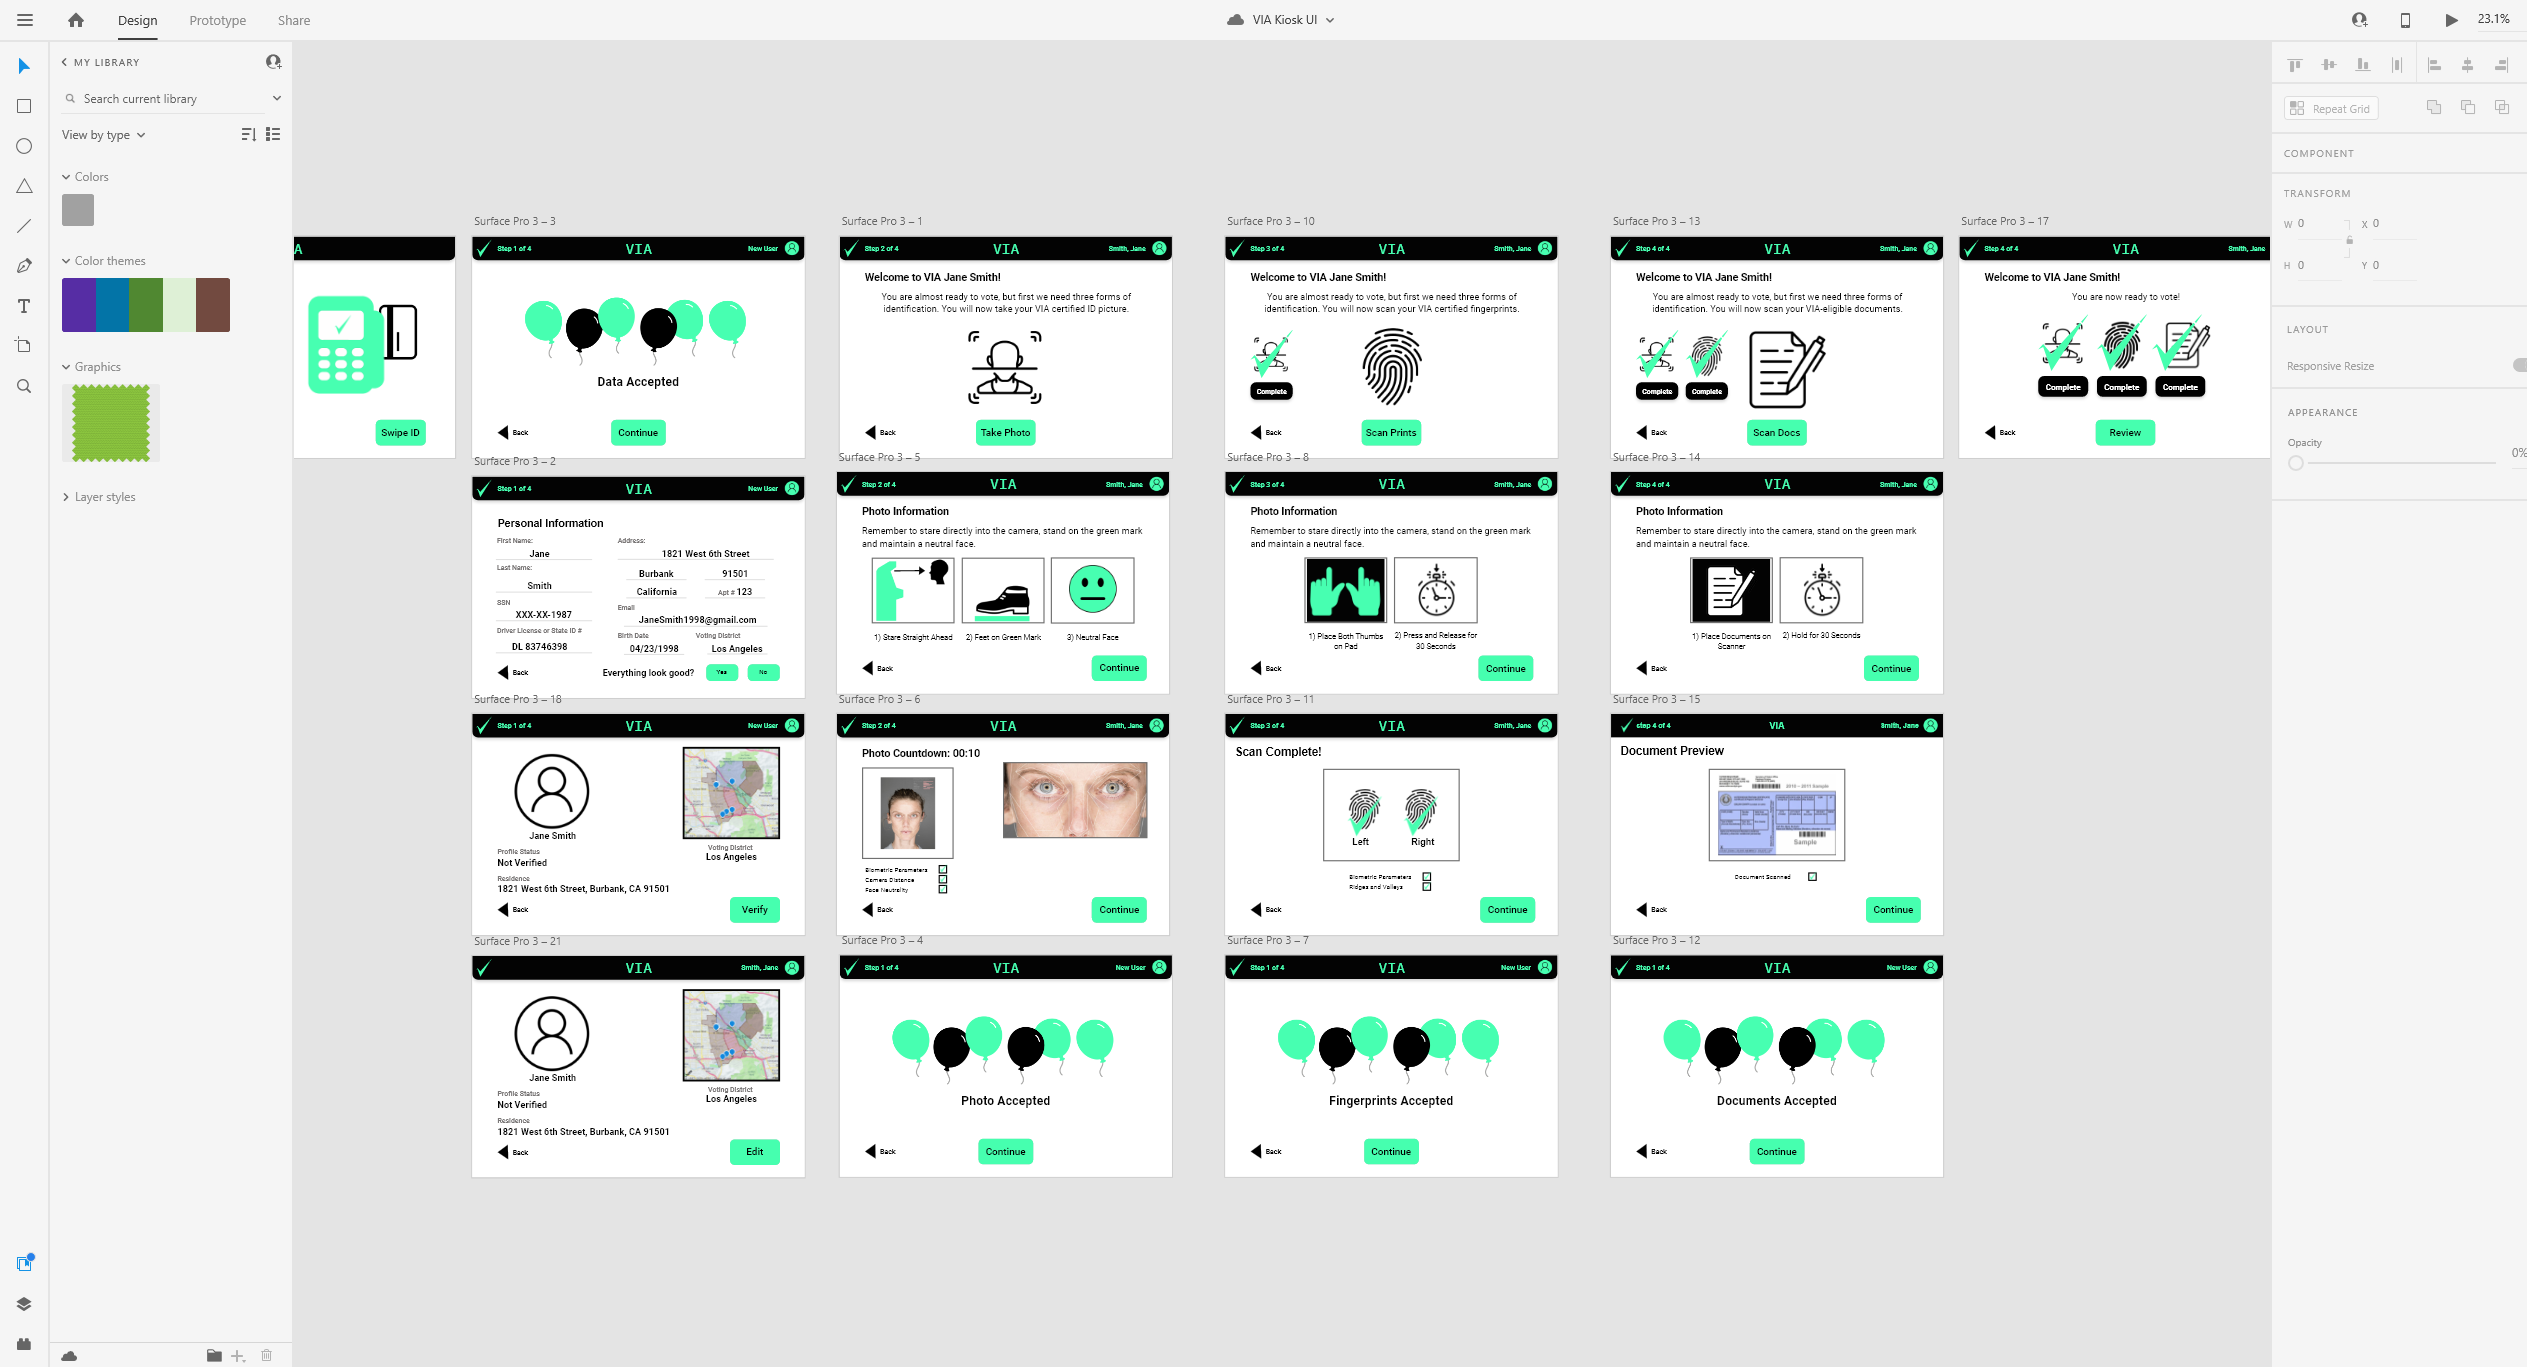 Design
Prototype
Share
VIA Kiosk UI
23.1%
MY LIBRARY
Search current library
View by type
Colors
Color themes
Graphics
Layer styles
Repeat Grid
COMPONENT
TRANSFORM
W 0
X 0
H 0
Y 0
LAYOUT
Responsive Resize
APPEARANCE
Opacity
0%
A
Swipe ID
Surface Pro 3 – 3
Step 1 of 4
VIA
New User
Data Accepted
Back
Continue
Surface Pro 3 – 1
Step 2 of 4
VIA
Smith, Jane
Welcome to VIA Jane Smith!
You are almost ready to vote, but first we need three forms of
identification. You will now take your VIA certified ID picture.
Back
Take Photo
Surface Pro 3 – 10
Step 3 of 4
VIA
Smith, Jane
Welcome to VIA Jane Smith!
You are almost ready to vote, but first we need three forms of
identification. You will now scan your VIA certified fingerprints.
Complete
Back
Scan Prints
Surface Pro 3 – 13
Step 4 of 4
VIA
Smith, Jane
Welcome to VIA Jane Smith!
You are almost ready to vote, but first we need three forms of
identification. You will now scan your VIA-eligible documents.
Complete
Complete
Back
Scan Docs
Surface Pro 3 – 17
Step 4 of 4
VIA
Smith, Jane
Welcome to VIA Jane Smith!
You are now ready to vote!
Complete
Complete
Complete
Back
Review
Surface Pro 3 – 2
Step 1 of 4
VIA
New User
Personal Information
First Name:
Jane
Last Name:
Smith
SSN
XXX-XX-1987
Driver License or State ID #
DL 83746398
Address:
1821 West 6th Street
Burbank
91501
California
Apt # 123
Email
JaneSmith1998@gmail.com
Birth Date
Voting District
04/23/1998
Los Angeles
Back
Everything look good?
Yes
No
Surface Pro 3 – 5
Step 2 of 4
VIA
Smith, Jane
Photo Information
Remember to stare directly into the camera, stand on the green mark
and maintain a neutral face.
1) Stare Straight Ahead
2) Feet on Green Mark
3) Neutral Face
Back
Continue
Surface Pro 3 – 8
Step 3 of 4
VIA
Smith, Jane
Photo Information
Remember to stare directly into the camera, stand on the green mark
and maintain a neutral face.
1) Place Both Thumbs
on Pad
2) Press and Release for
30 Seconds
Back
Continue
Surface Pro 3 – 14
Step 4 of 4
VIA
Smith, Jane
Photo Information
Remember to stare directly into the camera, stand on the green mark
and maintain a neutral face.
1) Place Documents on
Scanner
2) Hold for 30 Seconds
Back
Continue
Surface Pro 3 – 18
Step 1 of 4
VIA
New User
Jane Smith
Profile Status
Not Verified
Residence
1821 West 6th Street, Burbank, CA 91501
Voting District
Los Angeles
Back
Verify
Surface Pro 3 – 6
Step 2 of 4
VIA
Smith, Jane
Photo Countdown: 00:10
Biometric Parameters
Camera Distance
Face Neutrality
Back
Continue
Surface Pro 3 – 11
Step 3 of 4
VIA
Smith, Jane
Scan Complete!
Left
Right
Biometric Parameters
Ridges and Valleys
Back
Continue
Surface Pro 3 – 15
step 4 of 4
VIA
Smith, Jane
Document Preview
2010 - 2011 Sample
Sample
Document Scanned
Back
Continue
Surface Pro 3 – 21
VIA
Smith, Jane
Jane Smith
Profile Status
Not Verified
Residence
1821 West 6th Street, Burbank, CA 91501
Voting District
Los Angeles
Back
Edit
Surface Pro 3 – 4
Step 1 of 4
VIA
New User
Photo Accepted
Back
Continue
Surface Pro 3 – 7
Step 1 of 4
VIA
New User
Fingerprints Accepted
Back
Continue
Surface Pro 3 – 12
Step 1 of 4
VIA
New User
Documents Accepted
Back
Continue